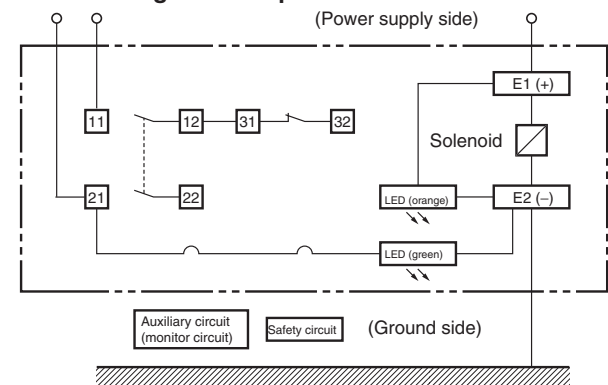 (Power supply side)
E1 (+)
11
12
31
32
Solenoid
21
22
LED (orange)
E2 (−)
LED (green)
Auxiliary circuit
(monitor circuit)
Safety circuit
(Ground side)